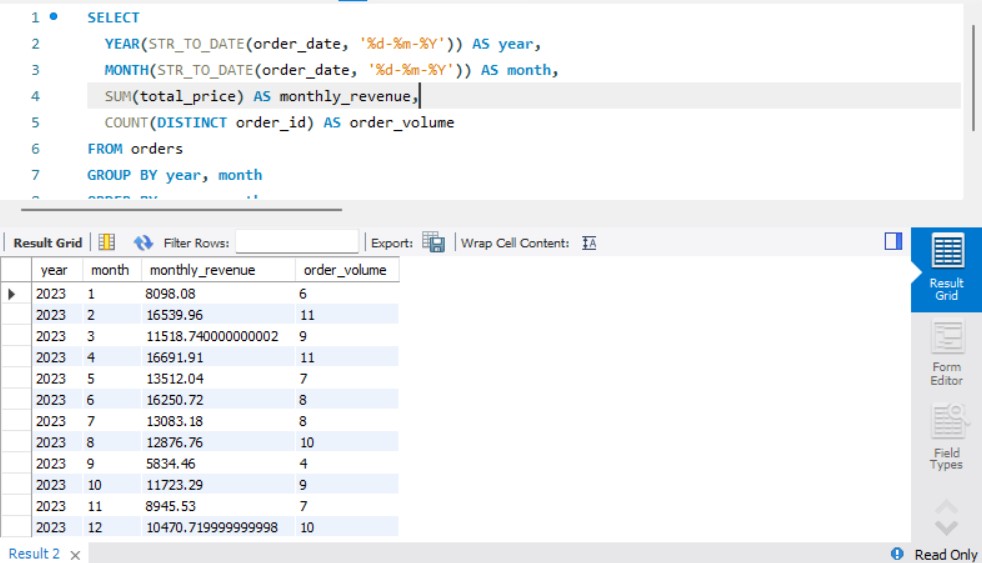 1 SELECT
2 YEAR(STR_TO_DATE(order_date, '%d-%m-%Y')) AS year,
3 MONTH(STR_TO_DATE(order_date, '%d-%m-%Y')) AS month,
4 SUM(total_price) AS monthly_revenue,
5 COUNT(DISTINCT order_id) AS order_volume
6 FROM orders
7 GROUP BY year, month
Result Grid Filter Rows: Export: Wrap Cell Content:
year month monthly_revenue order_volume
2023 1 8098.08 6
2023 2 16539.96 11
2023 3 11518.740000000002 9
2023 4 16691.91 11
2023 5 13512.04 7
2023 6 16250.72 8
2023 7 13083.18 8
2023 8 12876.76 10
2023 9 5834.46 4
2023 10 11723.29 9
2023 11 8945.53 7
2023 12 10470.719999999998 10
Result
Grid
Form
Editor
Field
Types
Result 2
Read Only